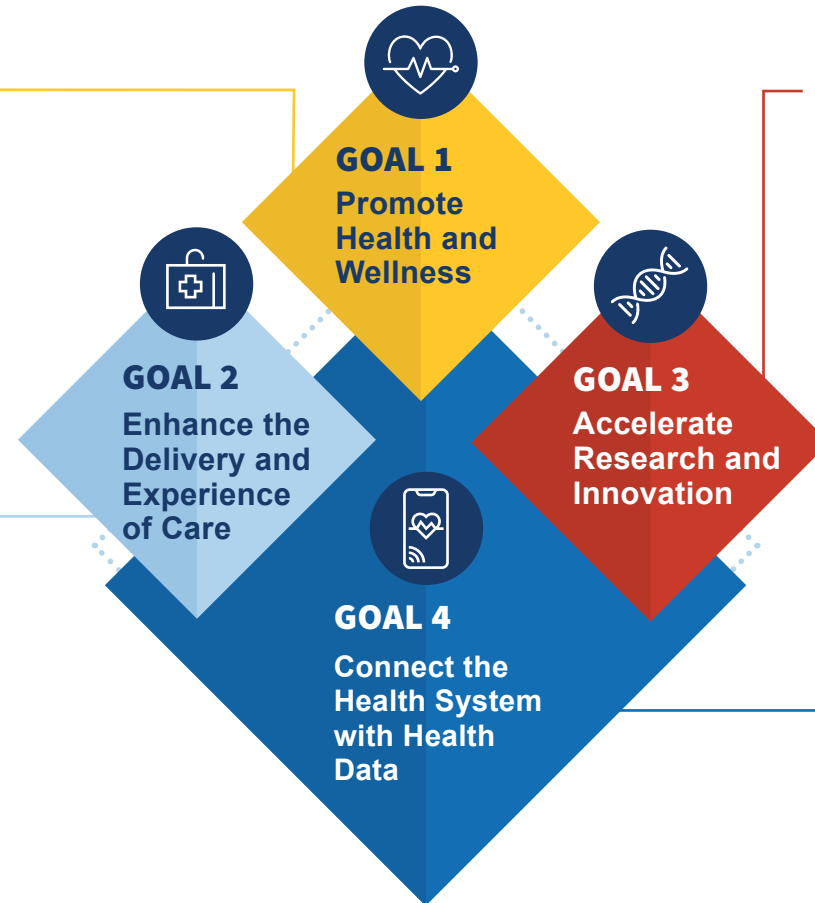 GOAL 1
Promote
Health and
Wellness
GOAL 2
Enhance the
Delivery and
Experience
of Care
GOAL 3
Accelerate
Research and
Innovation
GOAL 4
Connect the
Health System
with Health
Data